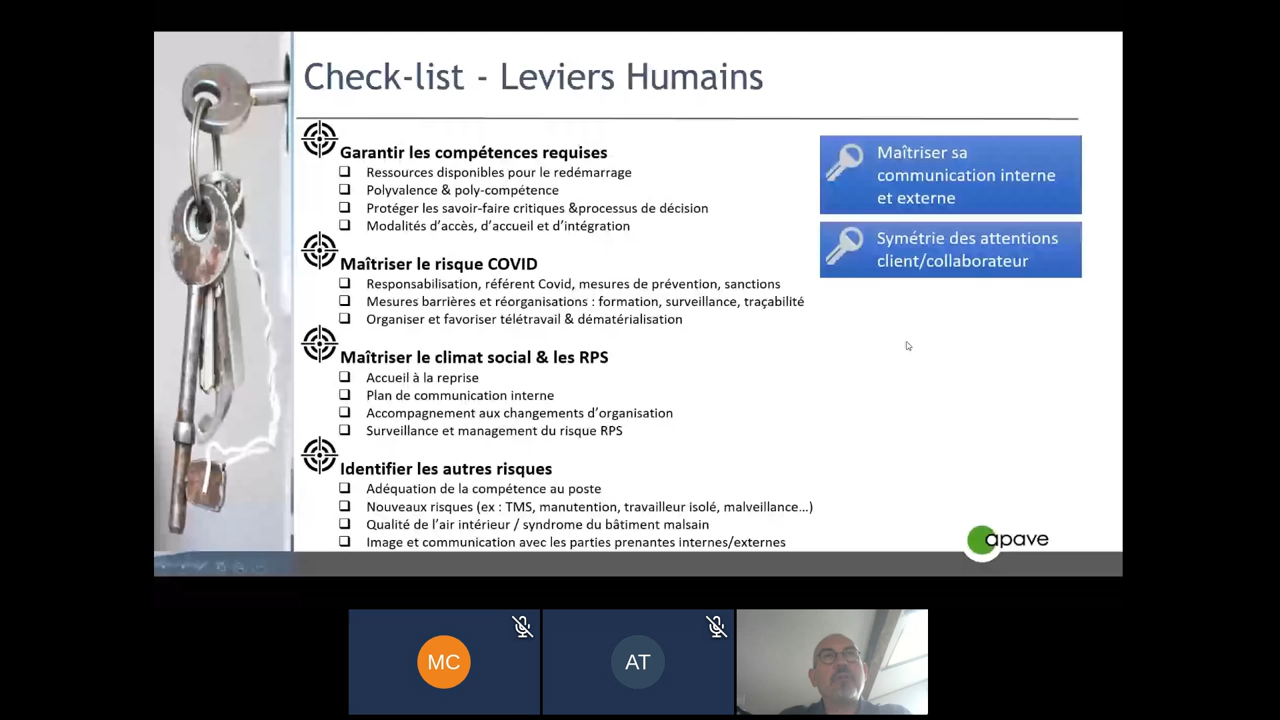 Check-list - Leviers Humains
Garantir les compétences requises
Ressources disponibles pour le redémarrage
Polyvalence & poly-compétence
Protéger les savoir-faire critiques &processus de décision
Modalités d'accès, d'accueil et d'intégration
Maîtriser le risque COVID
Responsabilisation, référent Covid, mesures de prévention, sanctions
Mesures barrières et réorganisations : formation, surveillance, traçabilité
Organiser et favoriser télétravail & dématérialisation
Maîtriser le climat social & les RPS
Accueil à la reprise
Plan de communication interne
Accompagnement aux changements d'organisation
Surveillance et management du risque RPS
Identifier les autres risques
Adéquation de la compétence au poste
Nouveaux risques (ex : TMS, manutention, travailleur isolé, malveillance...)
Qualité de l'air intérieur / syndrome du bâtiment malsain
Image et communication avec les parties prenantes internes/externes
Maîtriser sa
communication interne
et externe
Symétrie des attentions
client/collaborateur
apave
MC
AT